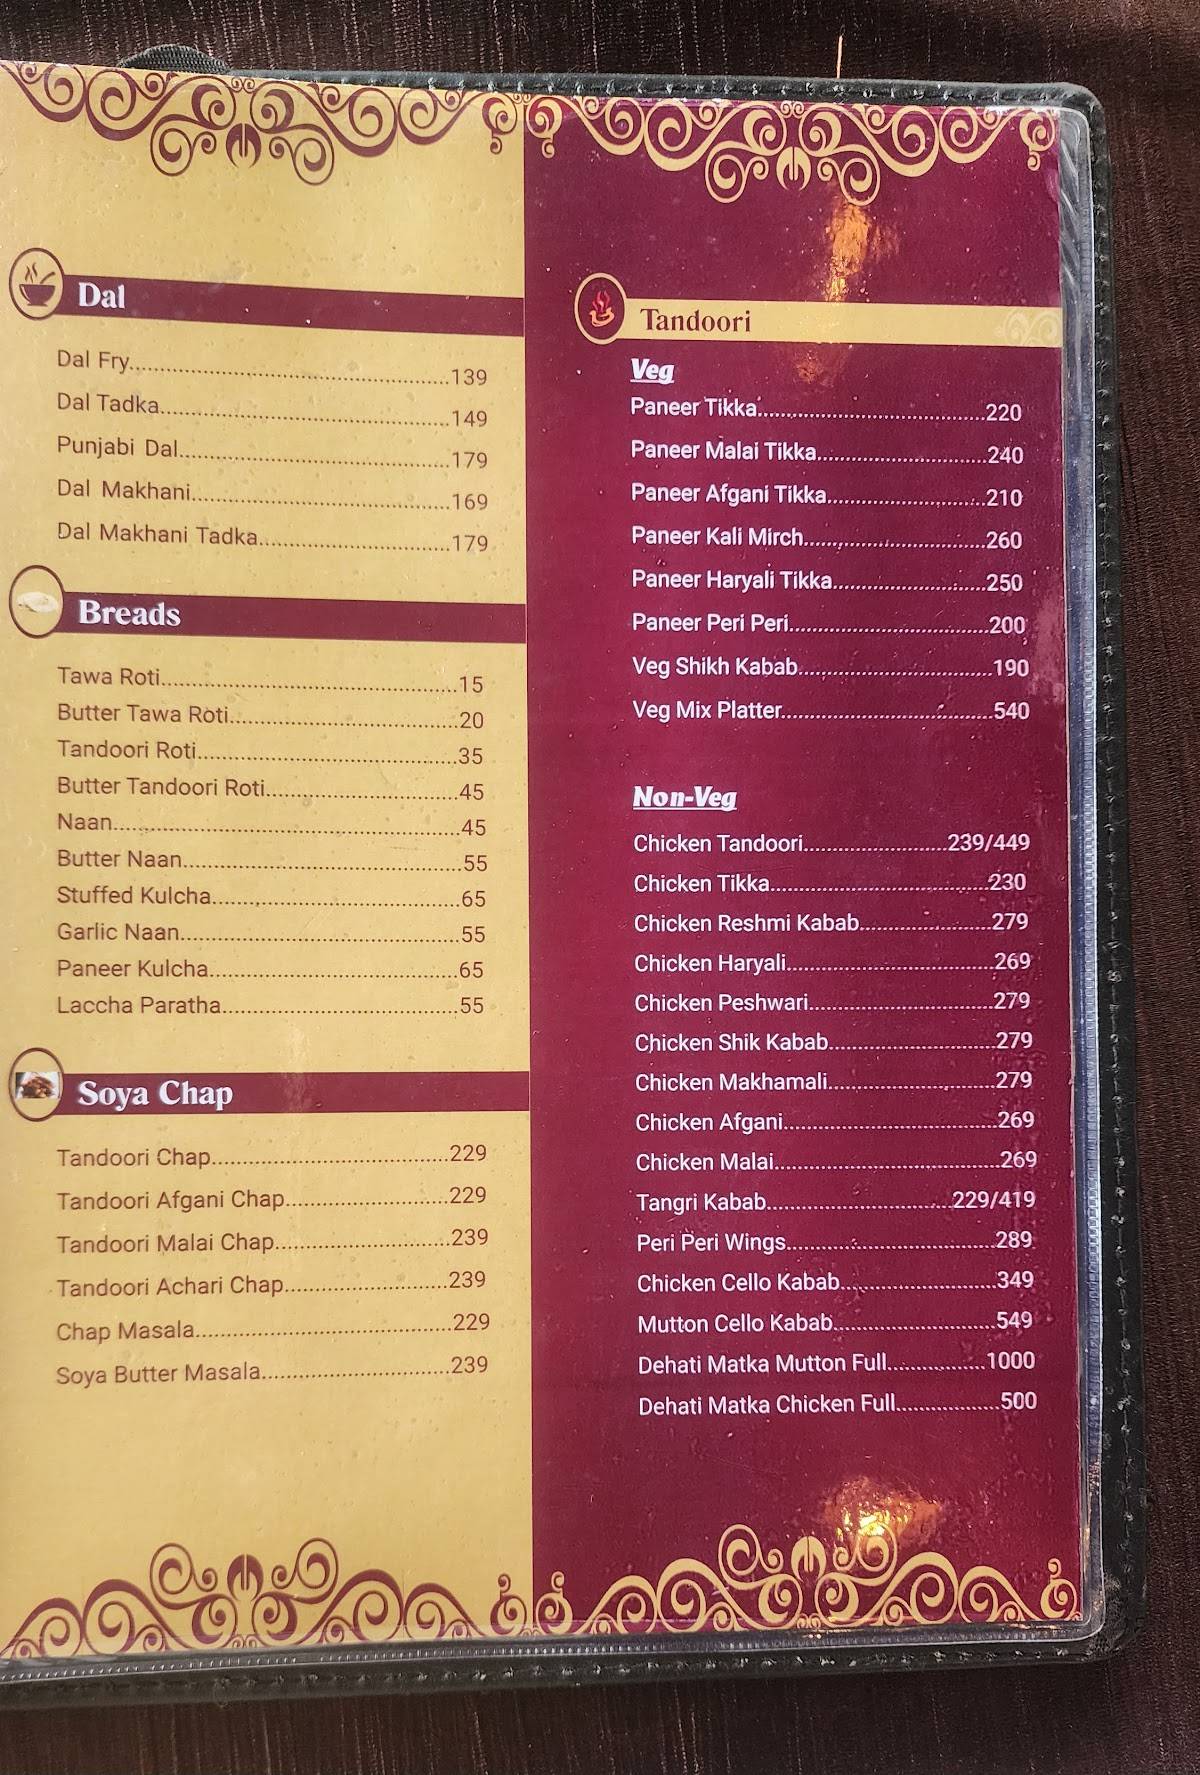 Dal
Dal Fry..........139
Dal Tadka..........149
Punjabi Dal..........179
Dal Makhani..........169
Dal Makhani Tadka..........179
Breads
Tawa Roti..........15
Butter Tawa Roti..........20
Tandoori Roti..........35
Butter Tandoori Roti..........45
Naan..........45
Butter Naan..........55
Stuffed Kulcha..........65
Garlic Naan..........55
Paneer Kulcha..........65
Laccha Paratha..........55
Soya Chap
Tandoori Chap..........229
Tandoori Afgani Chap..........229
Tandoori Malai Chap..........239
Tandoori Achari Chap..........239
Chap Masala..........229
Soya Butter Masala..........239
Tandoori
Veg
Paneer Tikka..........220
Paneer Malai Tikka..........240
Paneer Afgani Tikka..........210
Paneer Kali Mirch..........260
Paneer Haryali Tikka..........250
Paneer Peri Peri..........200
Veg Shikh Kabab..........190
Veg Mix Platter..........540
Non-Veg
Chicken Tandoori..........239/449
Chicken Tikka..........230
Chicken Reshmi Kabab..........279
Chicken Haryali..........269
Chicken Peshwari..........279
Chicken Shik Kabab..........279
Chicken Makhamali..........279
Chicken Afgani..........269
Chicken Malai..........269
Tangri Kabab..........229/419
Peri Peri Wings..........289
Chicken Cello Kabab..........349
Mutton Cello Kabab..........549
Dehati Matka Mutton Full..........1000
Dehati Matka Chicken Full..........500